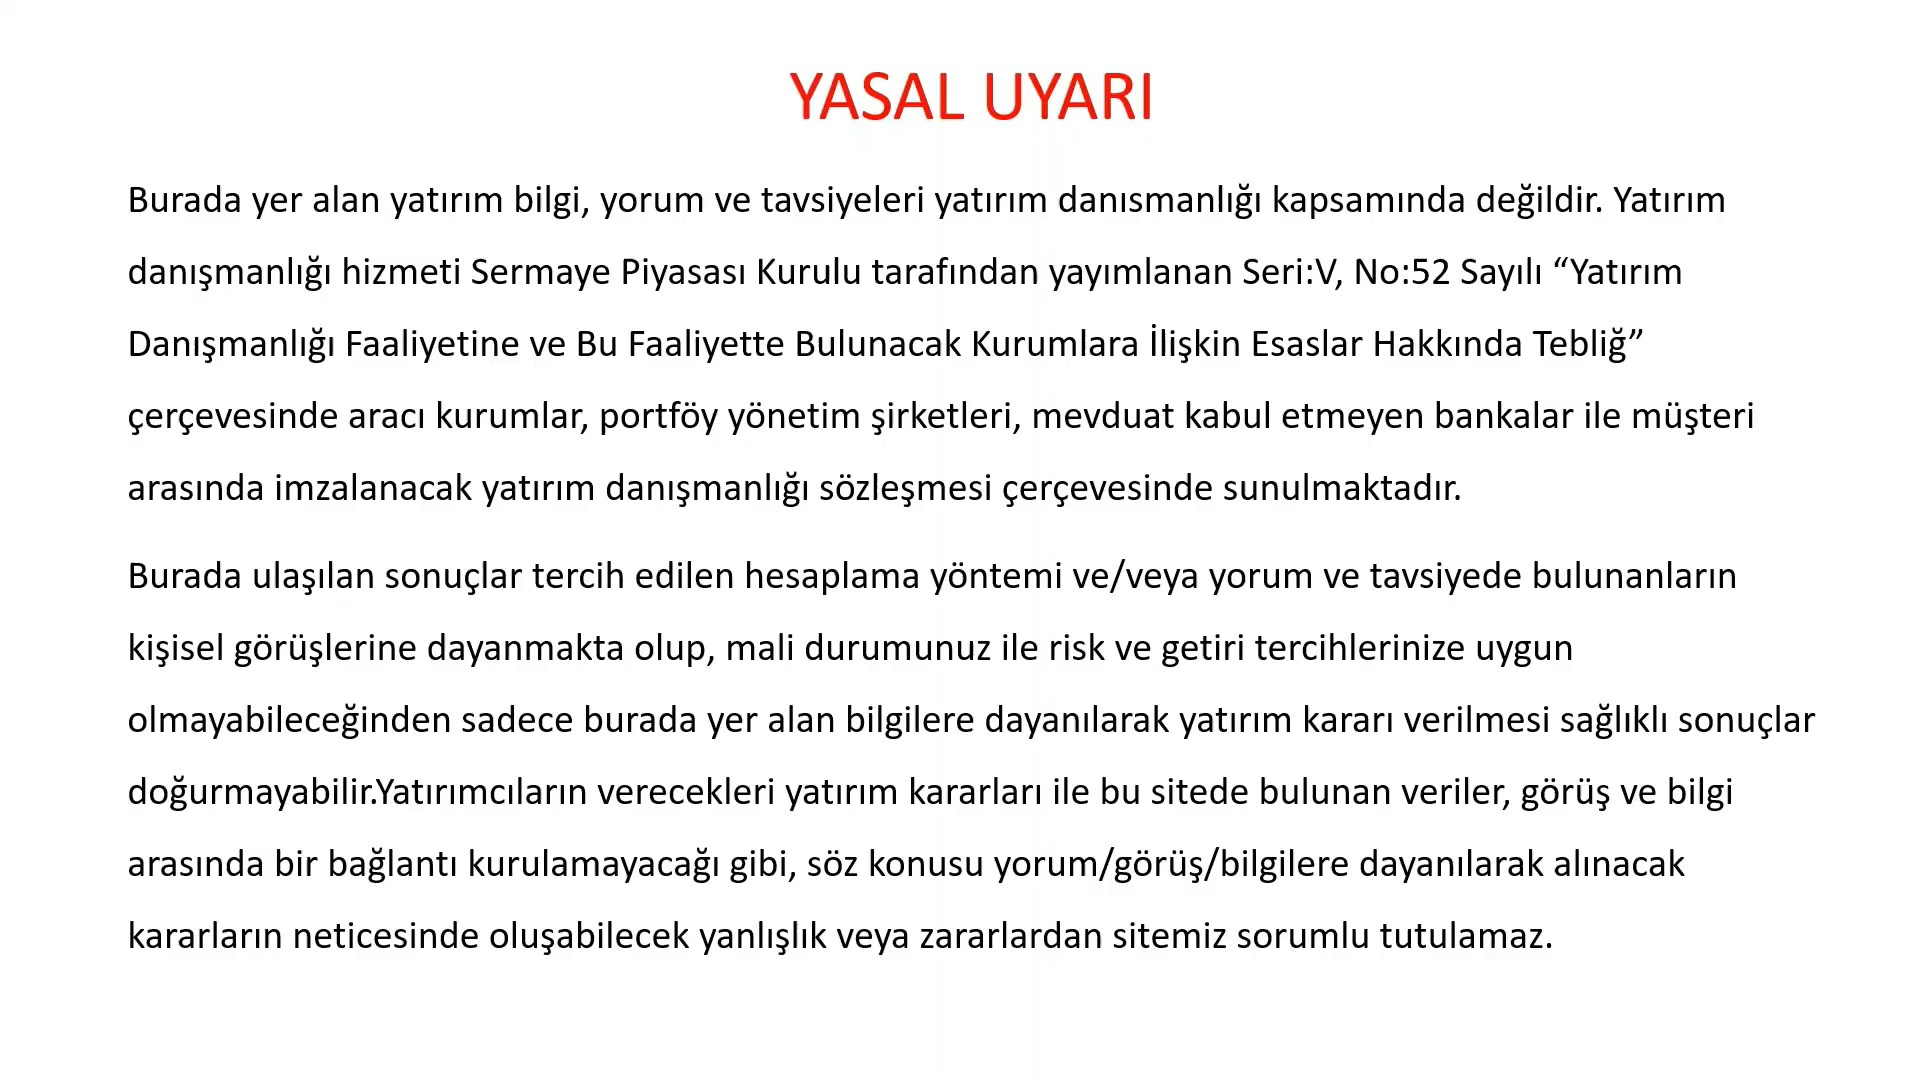 YASAL UYARI
Burada yer alan yatırım bilgi, yorum ve tavsiyeleri yatırım danısmanlığı kapsamında değildir. Yatırım
danışmanlığı hizmeti Sermaye Piyasası Kurulu tarafından yayımlanan Seri:V, No:52 Sayılı “Yatırım
Danışmanlığı Faaliyetine ve Bu Faaliyette Bulunacak Kurumlara İlişkin Esaslar Hakkında Tebliğ”
çerçevesinde aracı kurumlar, portföy yönetim şirketleri, mevduat kabul etmeyen bankalar ile müşteri
arasında imzalanacak yatırım danışmanlığı sözleşmesi çerçevesinde sunulmaktadır.
Burada ulaşılan sonuçlar tercih edilen hesaplama yöntemi ve/veya yorum ve tavsiyede bulunanların
kişisel görüşlerine dayanmakta olup, mali durumunuz ile risk ve getiri tercihlerinize uygun
olmayabileceğinden sadece burada yer alan bilgilere dayanılarak yatırım kararı verilmesi sağlıklı sonuçlar
doğurmayabilir.Yatırımcıların verecekleri yatırım kararları ile bu sitede bulunan veriler, görüş ve bilgi
arasında bir bağlantı kurulamayacağı gibi, söz konusu yorum/görüş/bilgilere dayanılarak alınacak
kararların neticesinde oluşabilecek yanlışlık veya zararlardan sitemiz sorumlu tutulamaz.